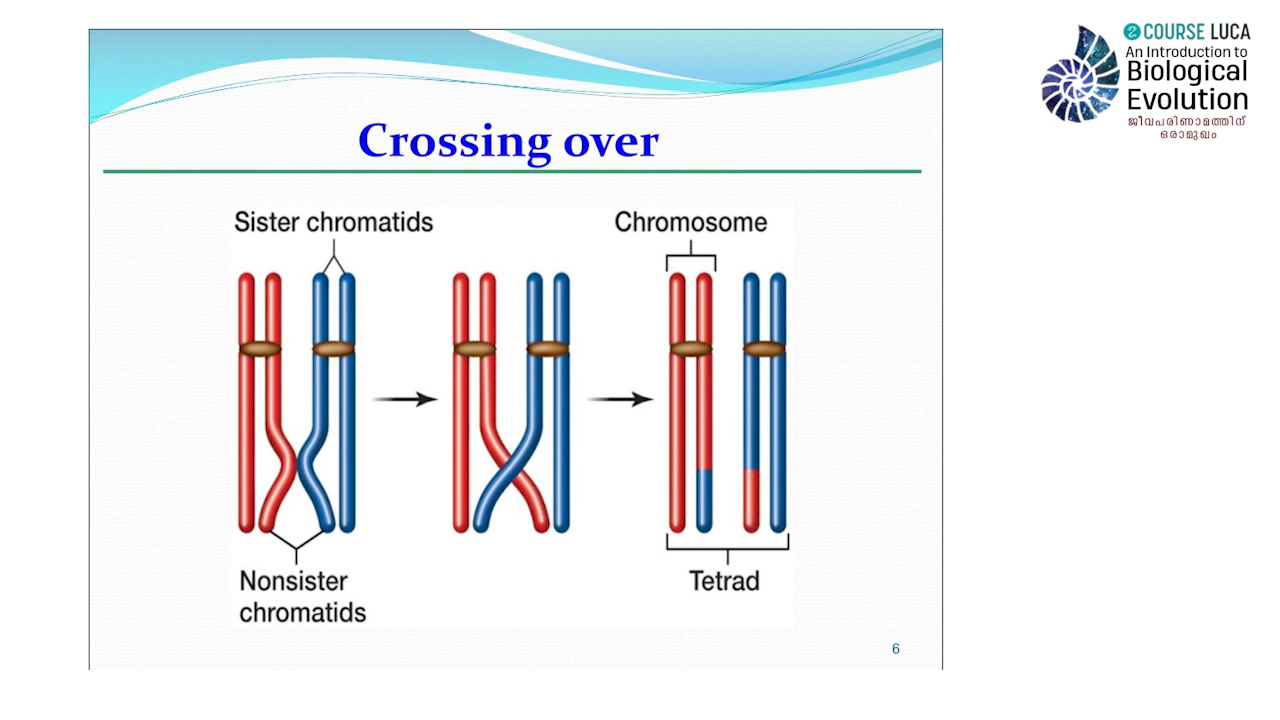 COURSE LUCA
An Introduction to
Biological
Evolution
ജീവപരിണാമത്തിന്
ഒരാമുഖം
Crossing over
Sister chromatids
Chromosome
Nonsister
chromatids
Tetrad
6